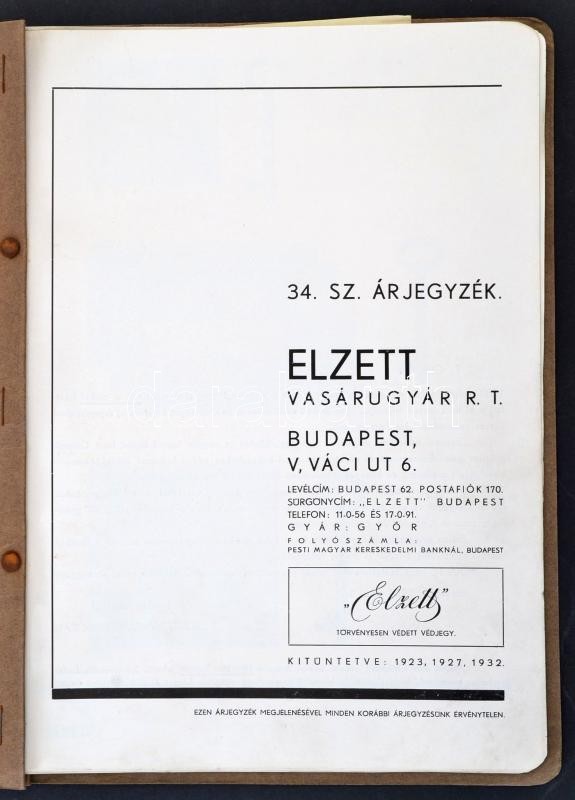 34. SZ. ÁRJEGYZÉK.
ELZETT
VASÁRUGYÁR R. T.
BUDAPEST,
V, VÁCI UT 6.
LEVÉLCÍM: BUDAPEST 62. POSTAFIÓK 170.
SÜRGÖNYCÍM: „ELZETT" BUDAPEST
TELEFON: 11-0-56 ÉS 17-0-91.
GYÁR: GYŐR
FOLYÓSZÁMLA:
PESTI MAGYAR KERESKEDELMI BANKNÁL, BUDAPEST
„Elzett"
TÖRVÉNYESEN VÉDETT VÉDJEGY.
KITÜNTETVE: 1923, 1927, 1932.
EZEN ÁRJEGYZÉK MEGJELENÉSÉVEL MINDEN KORÁBBI ÁRJEGYZÉSÜNK ÉRVÉNYTELEN.